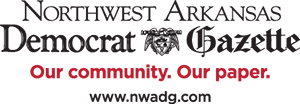 NORTHWEST ARKANSAS
Democrat Gazette
Our community. Our paper.
www.nwadg.com